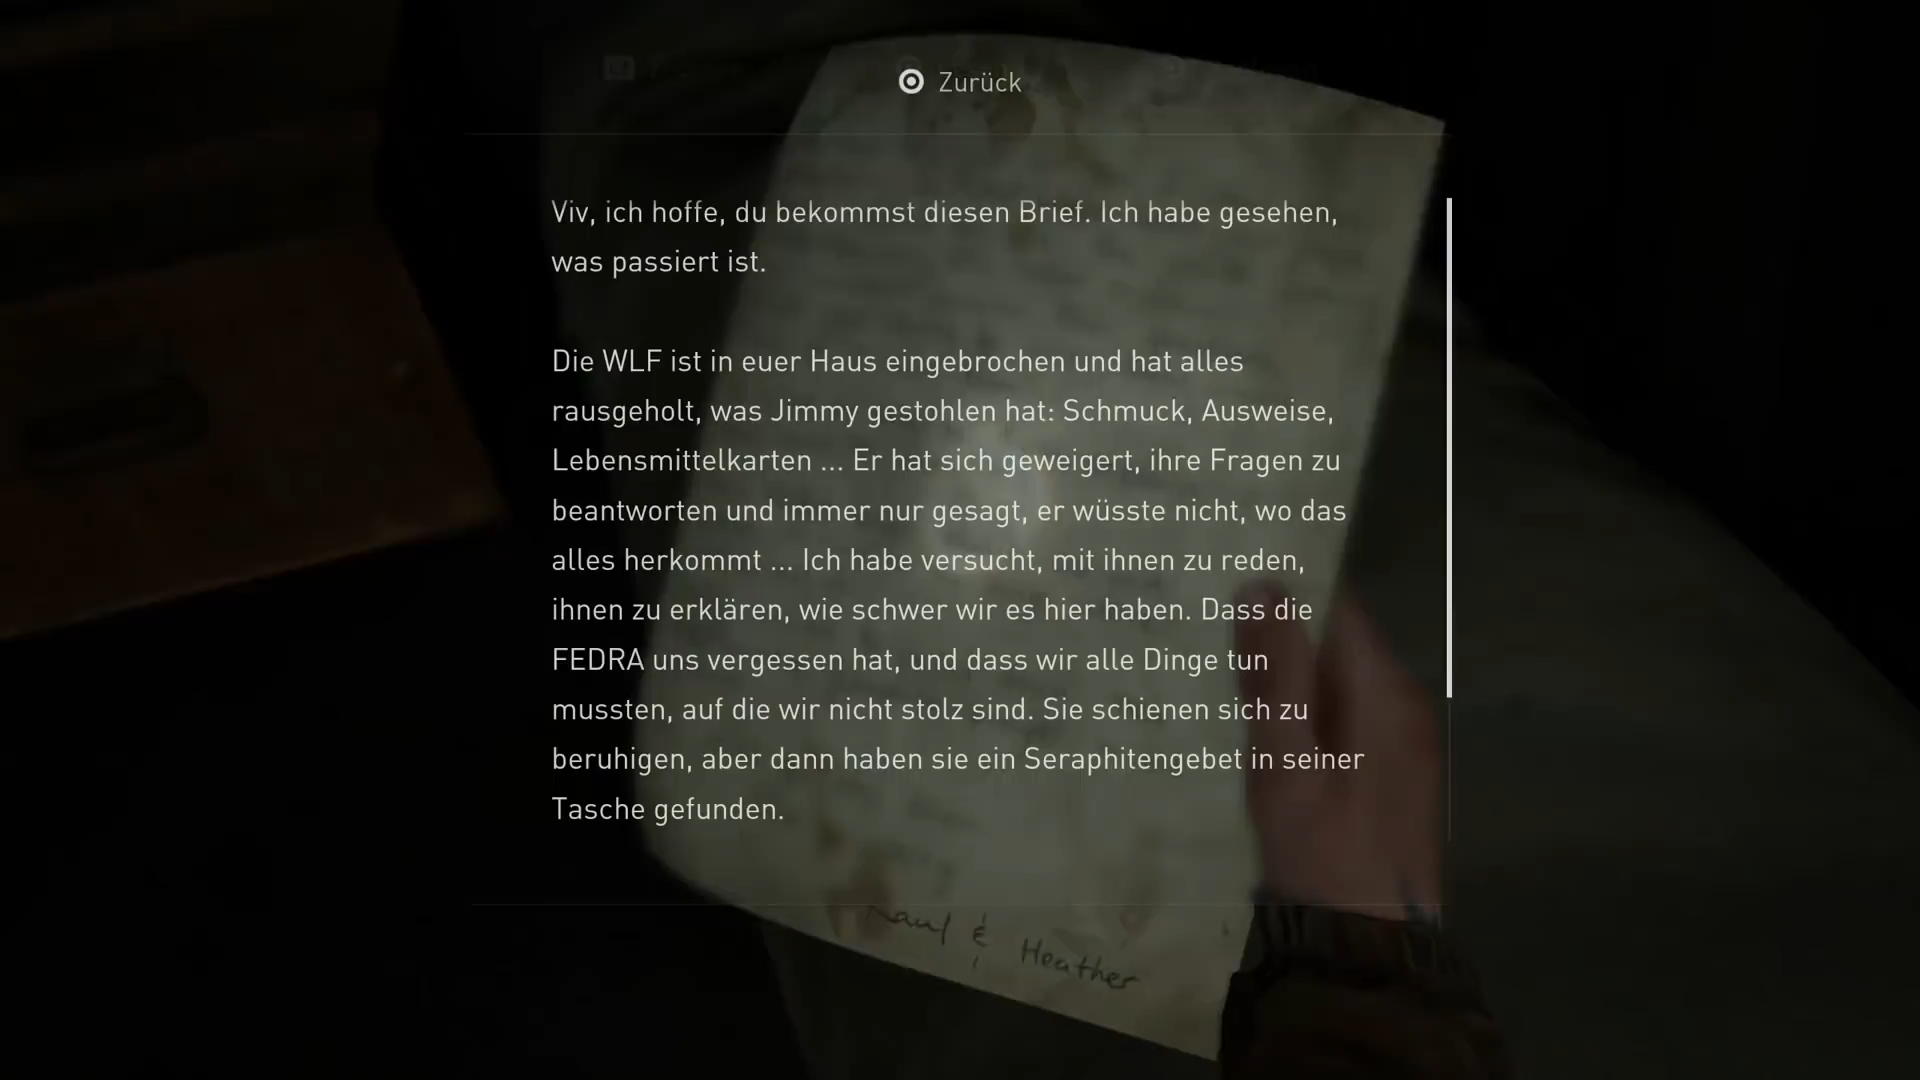 Zurück
Viv, ich hoffe, du bekommst diesen Brief. Ich habe gesehen,
was passiert ist.
Die WLF ist in euer Haus eingebrochen und hat alles
rausgeholt, was Jimmy gestohlen hat: Schmuck, Ausweise,
Lebensmittelkarten ... Er hat sich geweigert, ihre Fragen zu
beantworten und immer nur gesagt, er wüsste nicht, wo das
alles herkommt ... Ich habe versucht, mit ihnen zu reden,
ihnen zu erklären, wie schwer wir es hier haben. Dass die
FEDRA uns vergessen hat, und dass wir alle Dinge tun
mussten, auf die wir nicht stolz sind. Sie schienen sich zu
beruhigen, aber dann haben sie ein Seraphitengebet in seiner
Tasche gefunden.
Raul & Heather